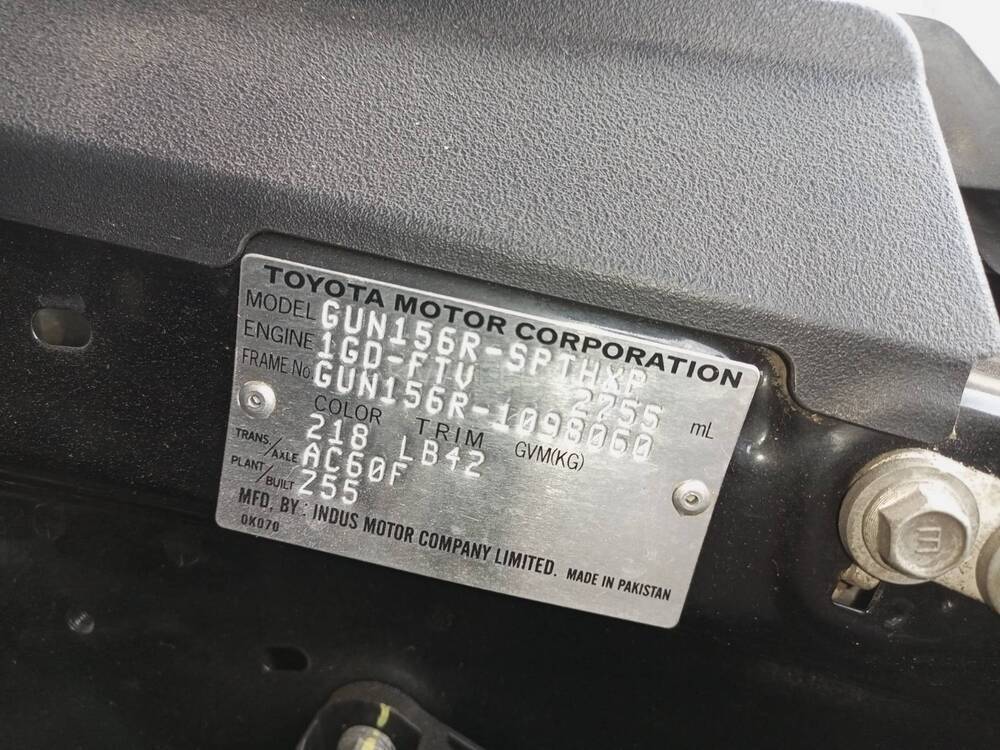 TOYOTA MOTOR CORPORATION
MODEL GUN156R-SPTHXP
ENGINE 1GD-FTV 2755 mL
FRAME No. GUN156R-1098060
COLOR TRIM GVM(KG)
218 LB42
TRANS./AXLE AC60F
PLANT/BUILT Z55
MFD. BY : INDUS MOTOR COMPANY LIMITED. MADE IN PAKISTAN
0K070